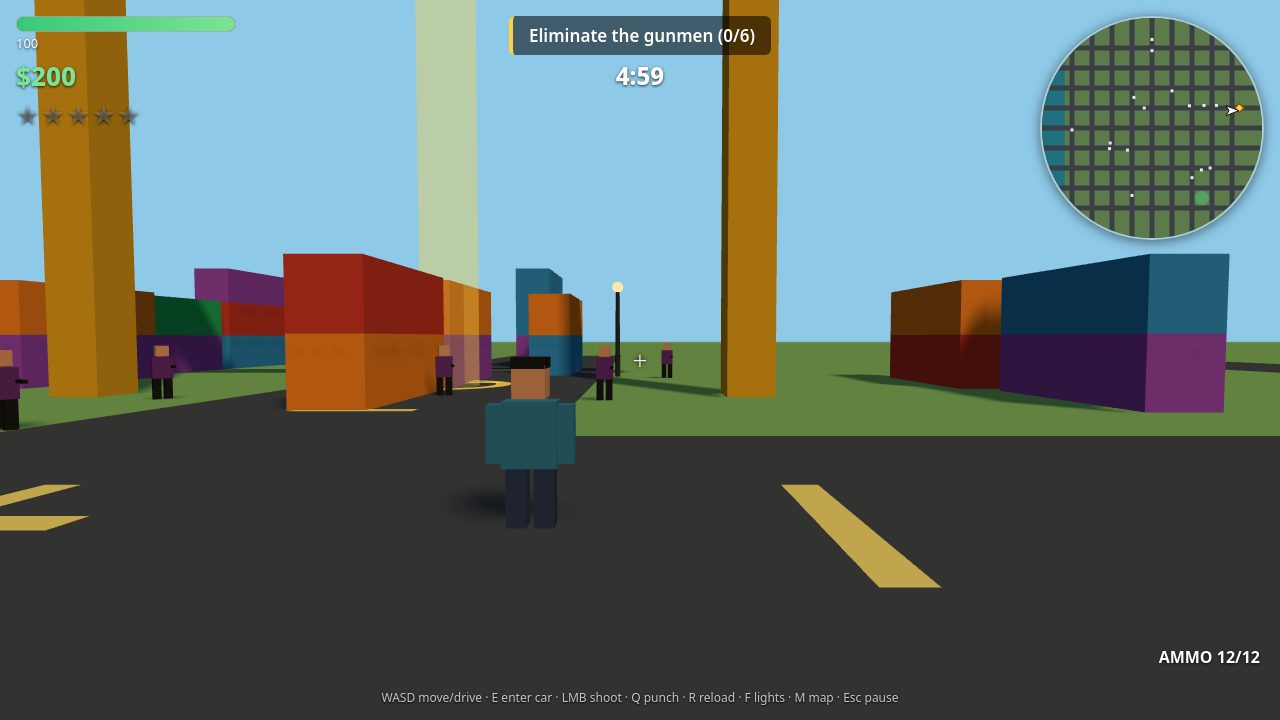 Eliminate the gunmen (0/6)
100
$200
4:59
AMMO 12/12
WASD move/drive · E enter car · LMB shoot · Q punch · R reload · F lights · M map · Esc pause